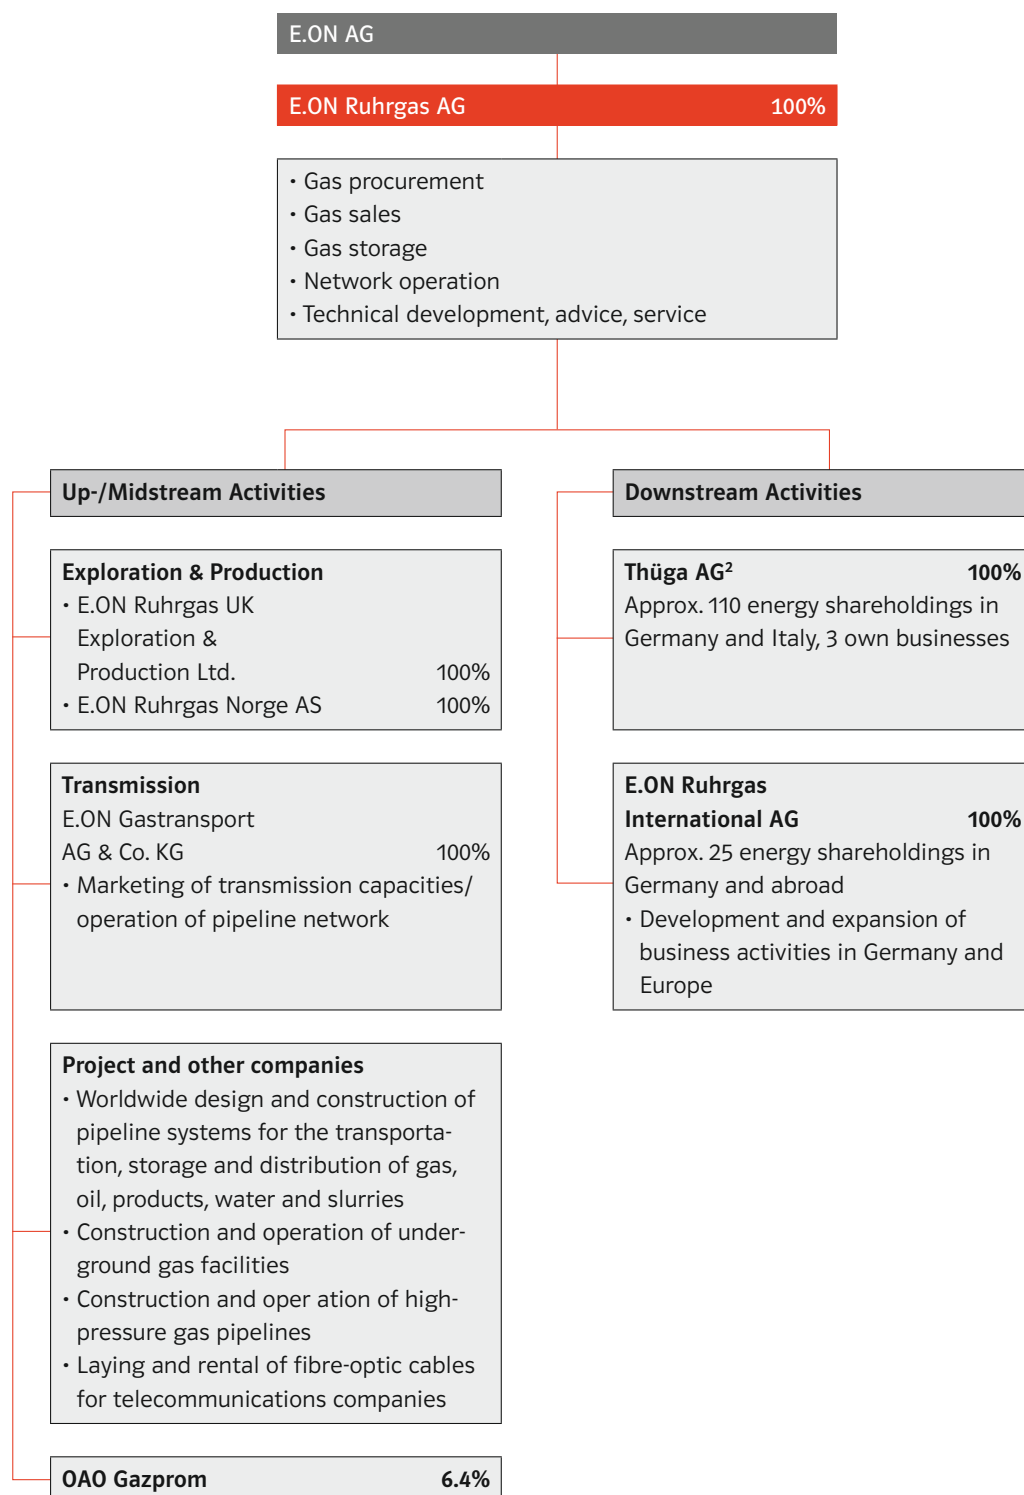 E.ON AG
E.ON Ruhrgas AG 100%
• Gas procurement
• Gas sales
• Gas storage
• Network operation
• Technical development, advice, service
Up-/Midstream Activities
Exploration & Production
• E.ON Ruhrgas UK
Exploration &
Production Ltd. 100%
• E.ON Ruhrgas Norge AS 100%
Transmission
E.ON Gastransport
AG & Co. KG 100%
• Marketing of transmission capacities/
operation of pipeline network
Project and other companies
• Worldwide design and construction of
pipeline systems for the transporta-
tion, storage and distribution of gas,
oil, products, water and slurries
• Construction and operation of under-
ground gas facilities
• Construction and oper ation of high-
pressure gas pipelines
• Laying and rental of fibre-optic cables
for telecommunications companies
OAO Gazprom 6.4%
Downstream Activities
Thüga AG² 100%
Approx. 110 energy shareholdings in
Germany and Italy, 3 own businesses
E.ON Ruhrgas
International AG 100%
Approx. 25 energy shareholdings in
Germany and abroad
• Development and expansion of
business activities in Germany and
Europe